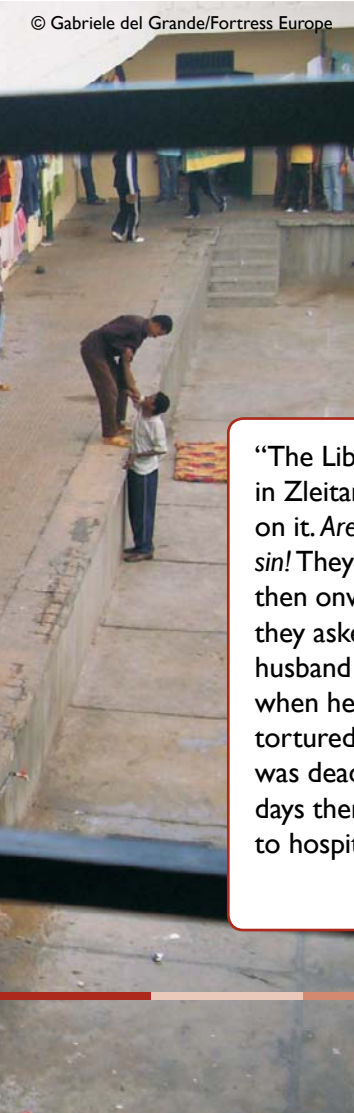 © Gabriele del Grande/Fortress Europe
“The Lib
in Zleitan
on it. Are
sin! They
then onw
they aske
husband
when he
tortured
was dead
days then
to hospit